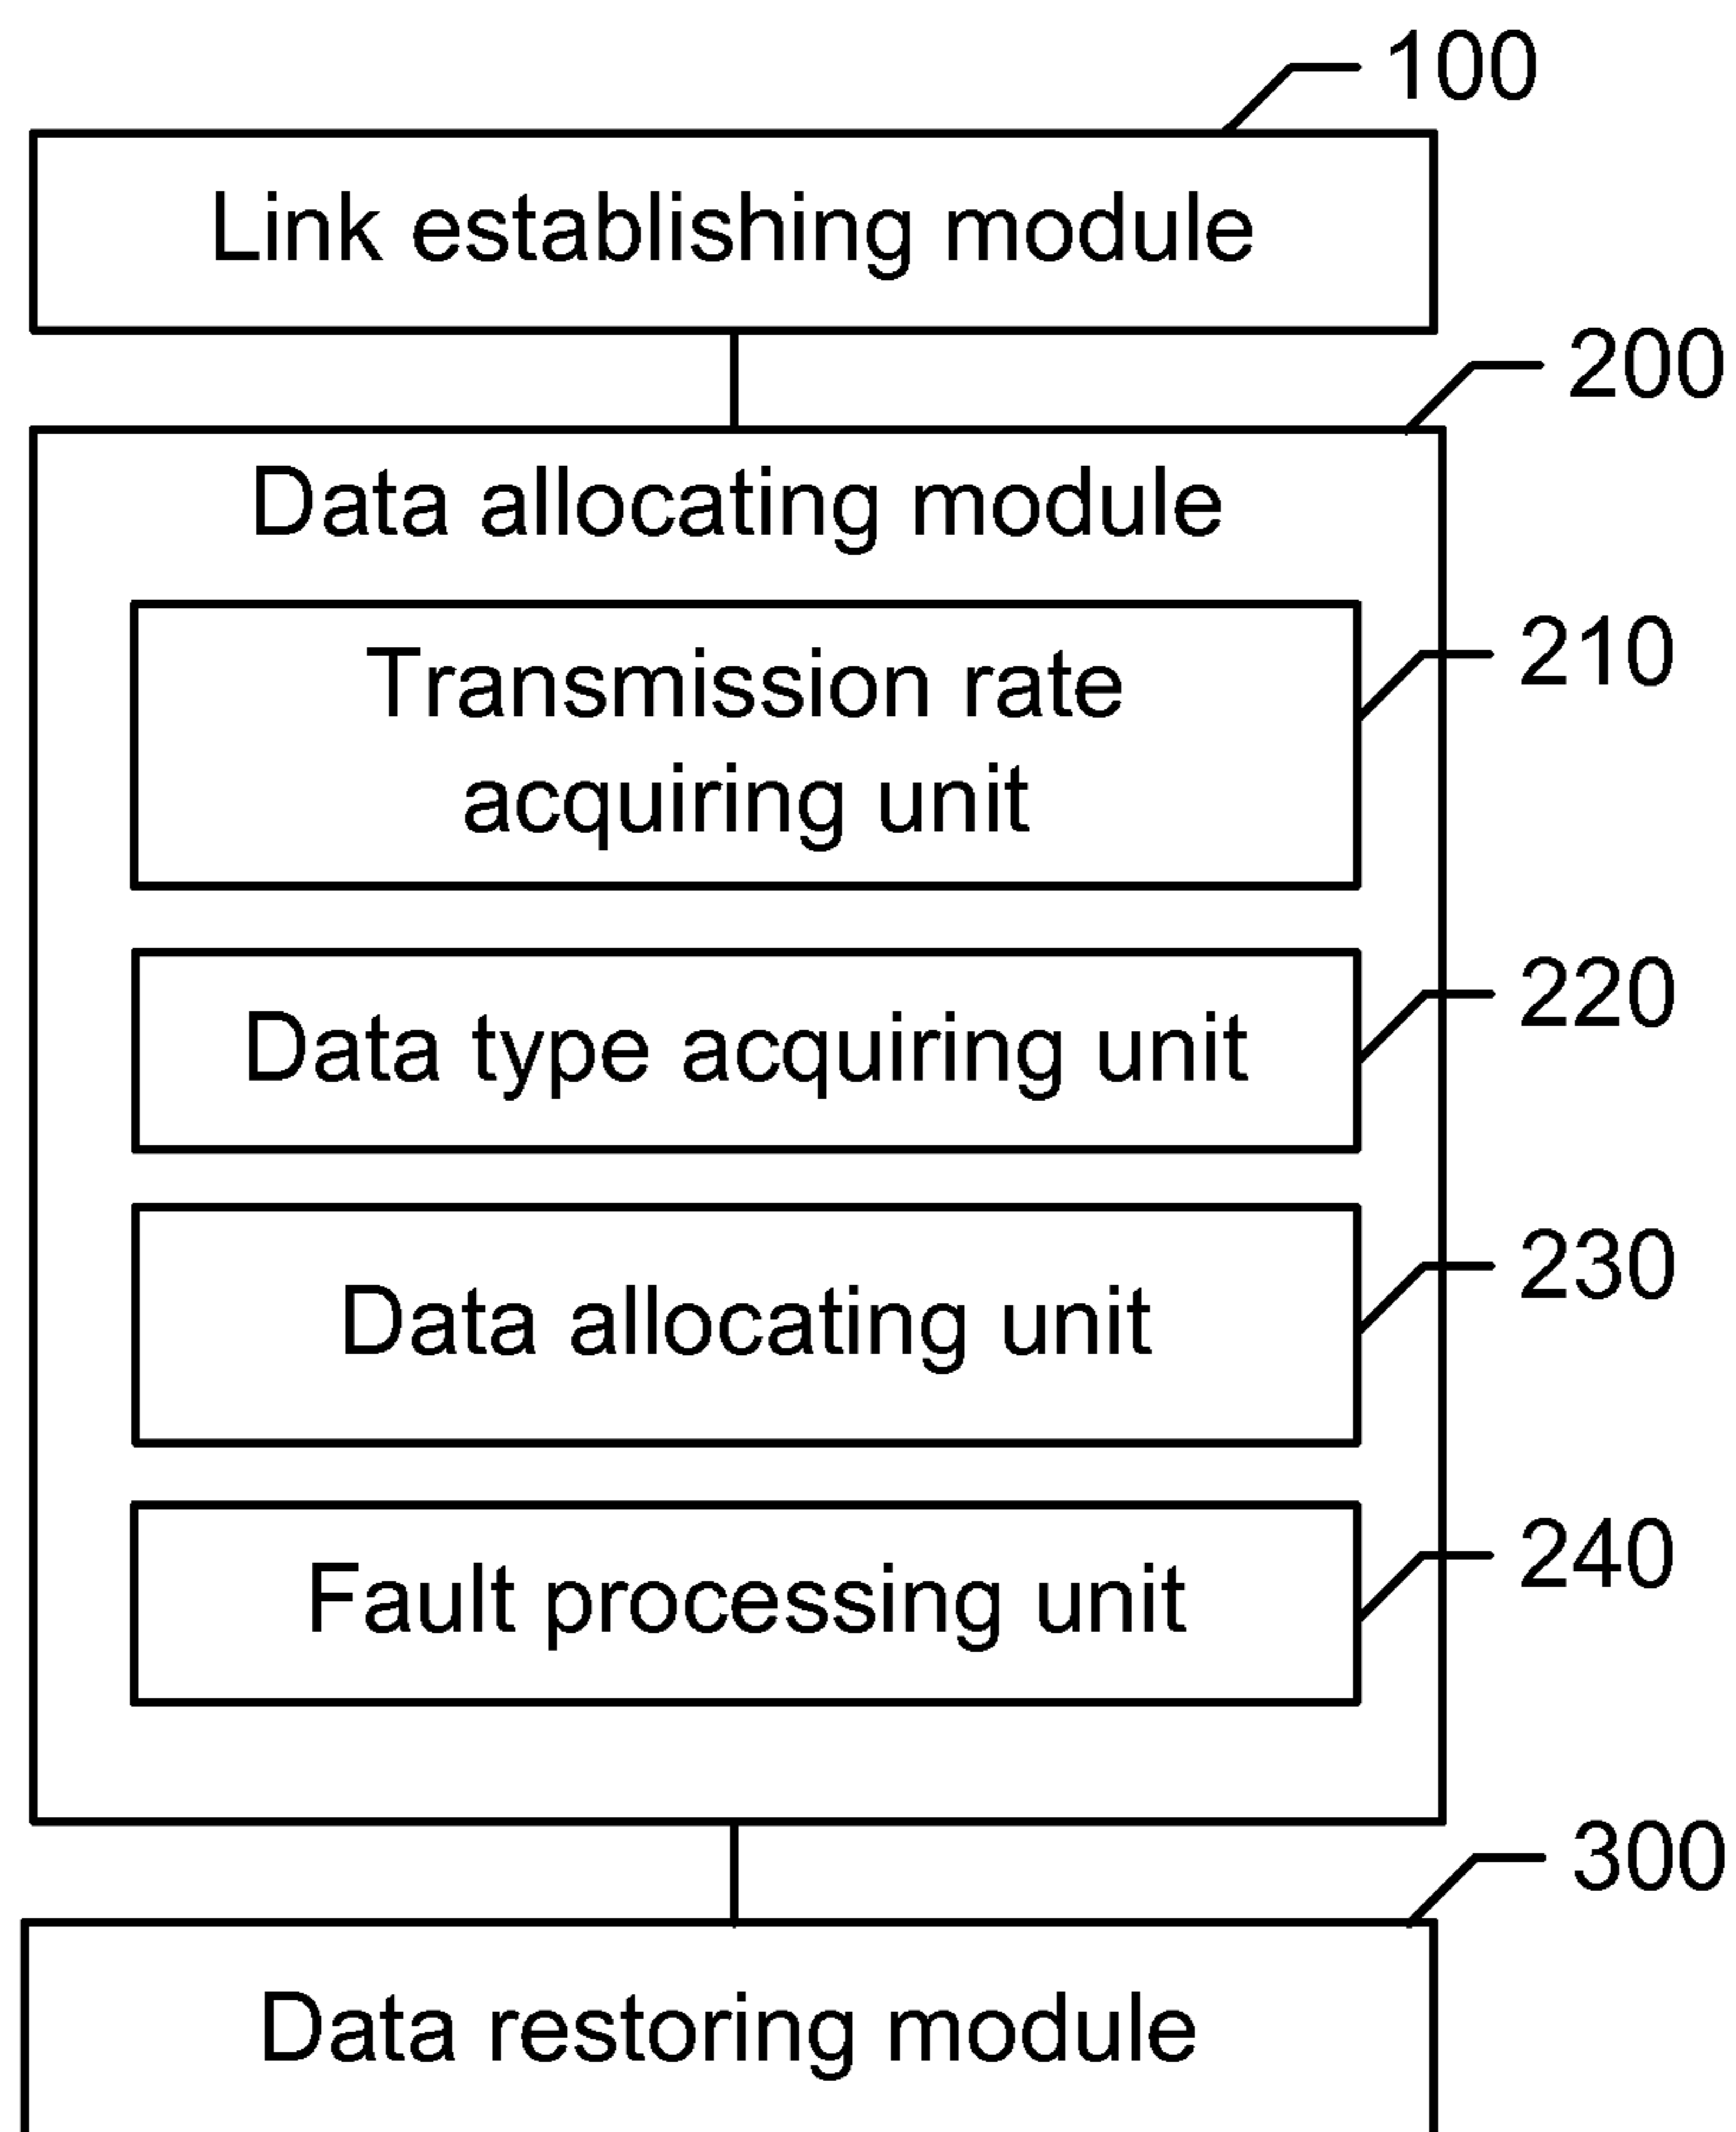 100
Link establishing module
200
Data allocating module
Transmission rate
acquiring unit
210
Data type acquiring unit
220
Data allocating unit
230
Fault processing unit
240
300
Data restoring module